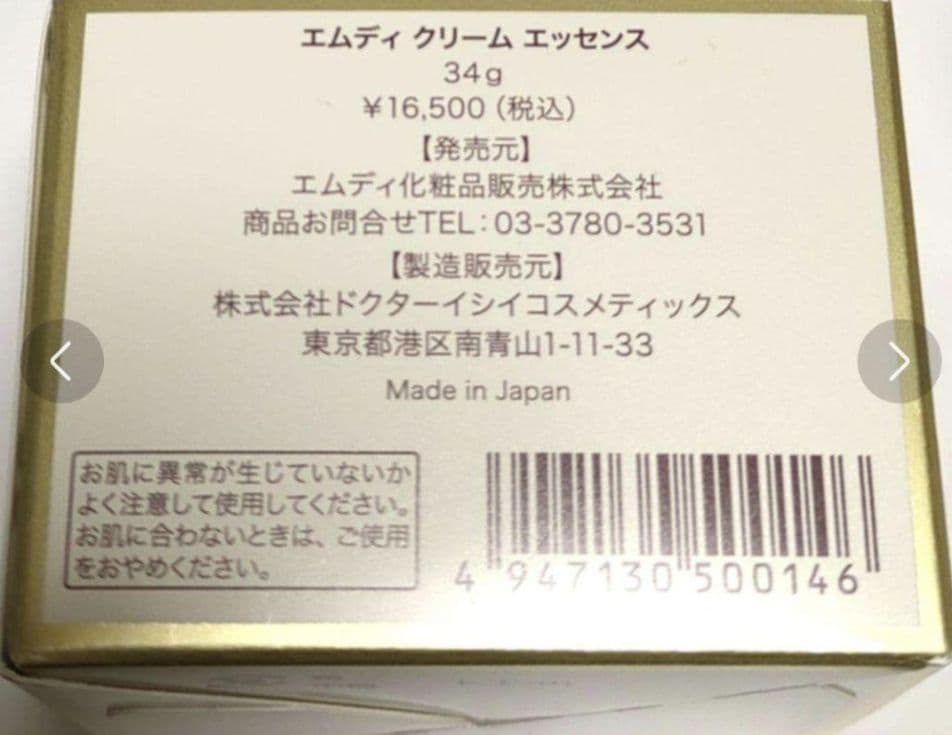 エムディ クリーム エッセンス
34g
¥16,500（税込）
【発売元】
エムディ化粧品販売株式会社
商品お問合せTEL：03-3780-3531
【製造販売元】
株式会社ドクターイシイコスメティックス
東京都港区南青山1-11-33
Made in Japan
お肌に異常が生じていないか
よく注意して使用してください。
お肌に合わないときは、ご使用
をおやめください。
4 947130 500146